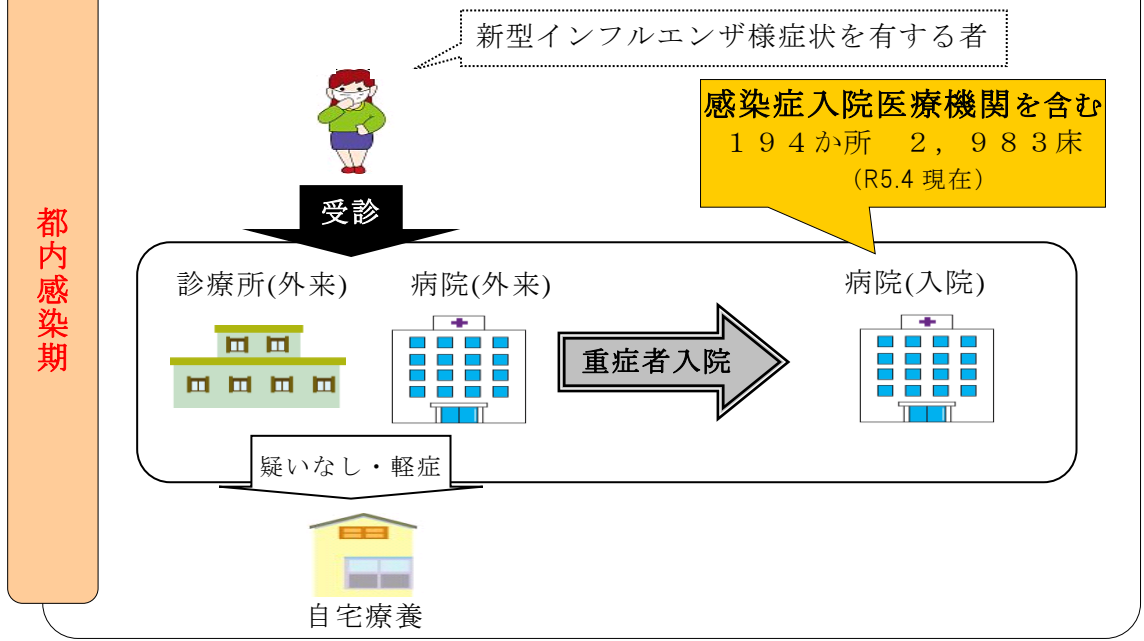 新型インフルエンザ様症状を有する者
感染症入院医療機関を含む
１９４か所　２，９８３床
（R5.4 現在）
都内感染期
受診
診療所(外来)
病院(外来)
病院(入院)
重症者入院
疑いなし・軽症
自宅療養